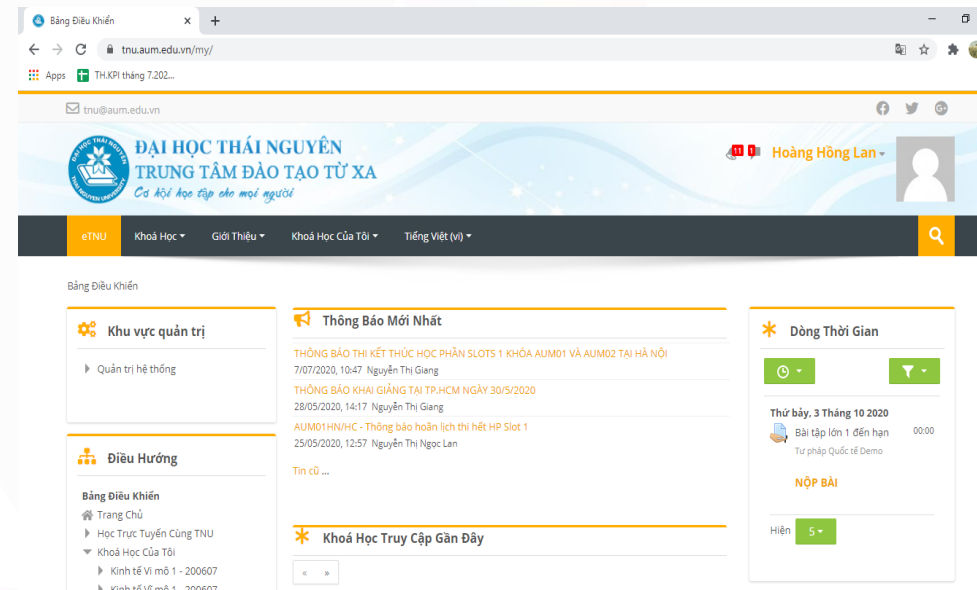 Bảng Điều Khiển
tnu.aum.edu.vn/my/
Apps TH.KPI tháng 7.202...
tnu@aum.edu.vn
ĐẠI HỌC THÁI NGUYÊN
TRUNG TÂM ĐÀO TẠO TỪ XA
Cơ hội học tập cho mọi người
11 1 Hoàng Hồng Lan
eTNU Khoá Học Giới Thiệu Khoá Học Của Tôi Tiếng Việt (vi)
Bảng Điều Khiển
Khu vực quản trị
Quản trị hệ thống
Điều Hướng
Bảng Điều Khiển
Trang Chủ
Học Trực Tuyến Cùng TNU
Khoá Học Của Tôi
Kinh tế Vi mô 1 - 200607
Kinh tế Vĩ mô 1 - 200607
Thông Báo Mới Nhất
THÔNG BÁO THI KẾT THÚC HỌC PHẦN SLOTS 1 KHÓA AUM01 VÀ AUM02 TẠI HÀ NỘI
7/07/2020, 10:47 Nguyễn Thị Giang
THÔNG BÁO KHAI GIẢNG TẠI TP.HCM NGÀY 30/5/2020
28/05/2020, 14:17 Nguyễn Thị Giang
AUM01HN/HC - Thông báo hoãn lịch thi hết HP Slot 1
25/05/2020, 12:57 Nguyễn Thị Ngọc Lan
Tin cũ ...
Khoá Học Truy Cập Gần Đây
« »
Dòng Thời Gian
Thứ bảy, 3 Tháng 10 2020
Bài tập lớn 1 đến hạn 00:00
Tư pháp Quốc tế Demo
NỘP BÀI
Hiện 5